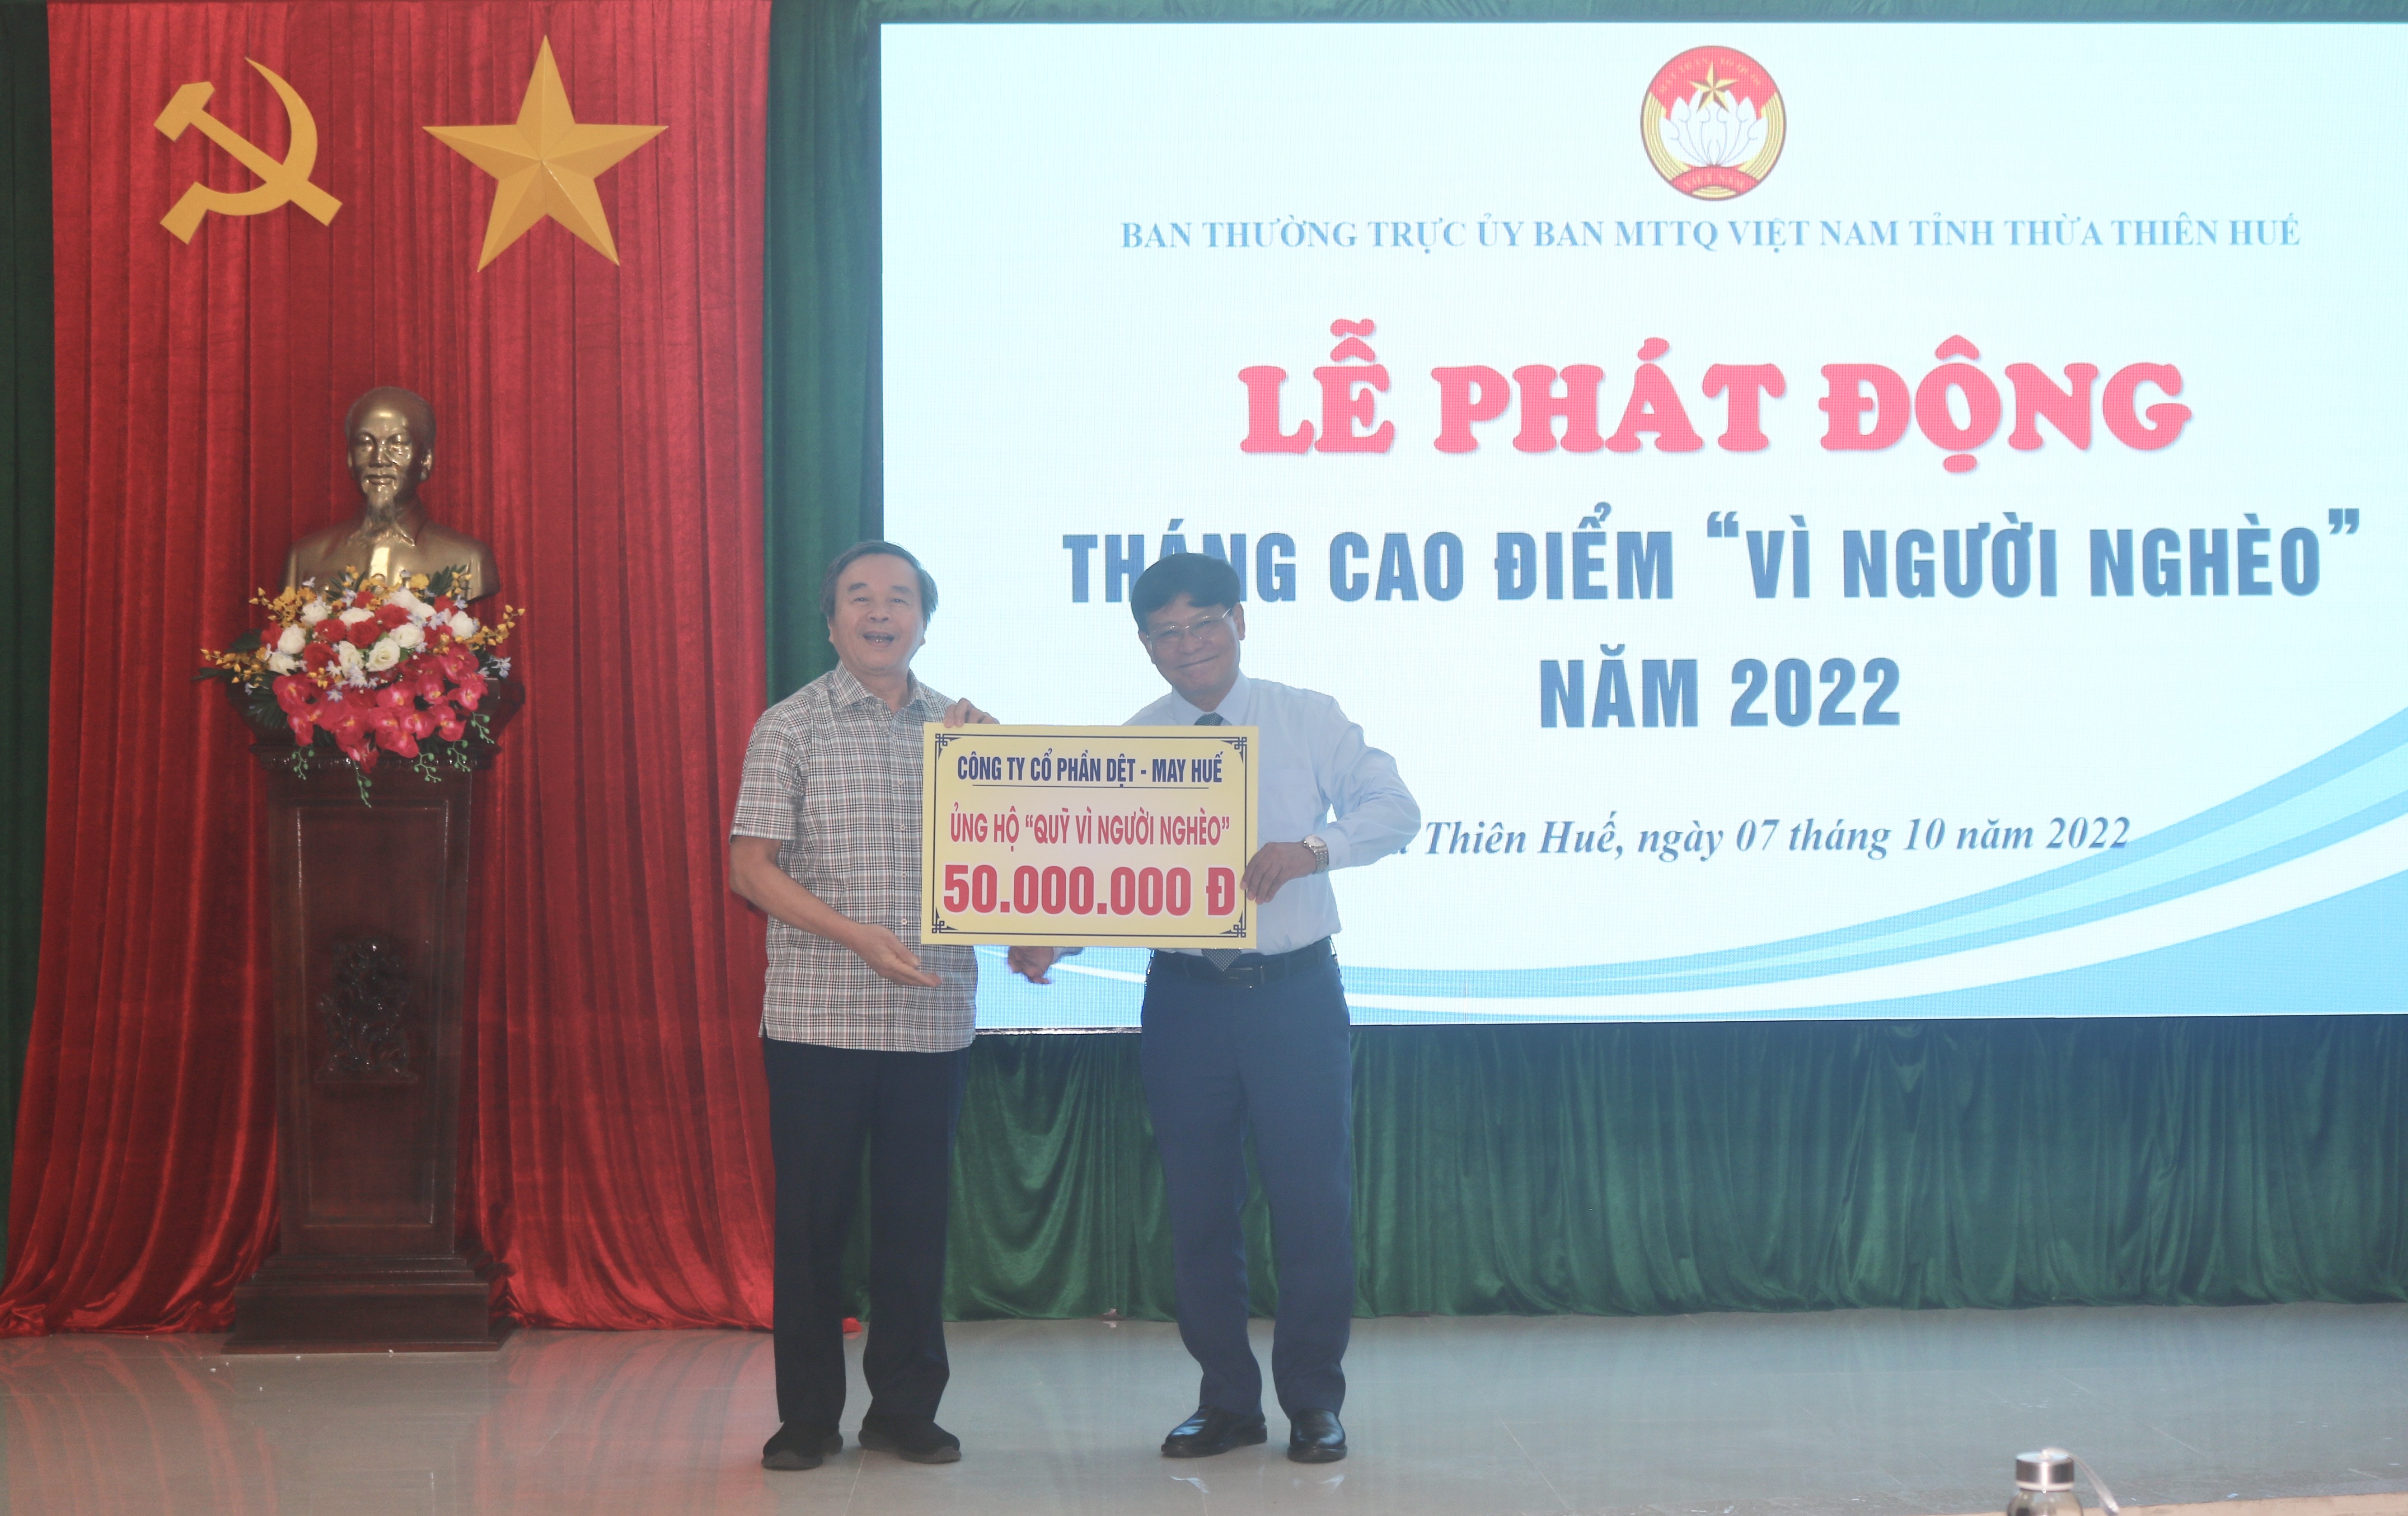 BAN THƯỜNG TRỰC ỦY BAN MTTQ VIỆT NAM TỈNH THỪA THIÊN HUẾ
LỄ PHÁT ĐỘNG
THÁNG CAO ĐIỂM “VÌ NGƯỜI NGHÈO”
NĂM 2022
Thiên Huế, ngày 07 tháng 10 năm 2022
CÔNG TY CỔ PHẦN DỆT - MAY HUẾ
ỦNG HỘ “QUỸ VÌ NGƯỜI NGHÈO”
50.000.000 Đ
VIỆT NAM